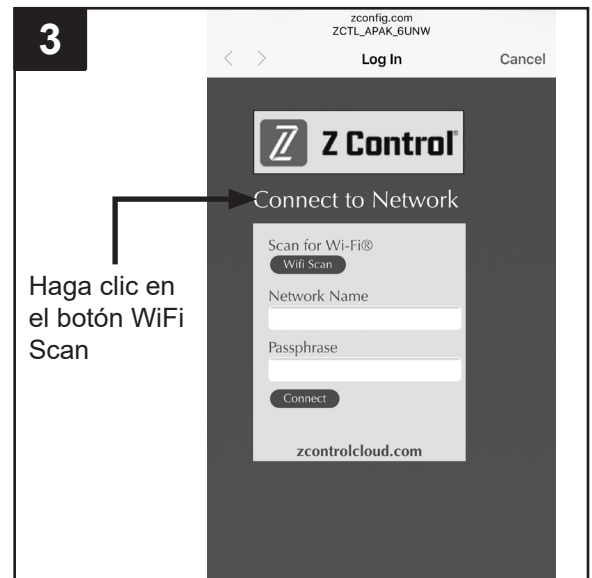 3
zconfig.com
ZCTL_APAK_6UNW
< > Log In Cancel
Z Control®
Connect to Network
Haga clic en
el botón WiFi
Scan
Scan for Wi-Fi®
Wifi Scan
Network Name
Passphrase
Connect
zcontrolcloud.com